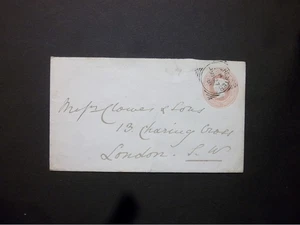 Messrs Clowes & Sons
13. Charing Cross
London. S.W